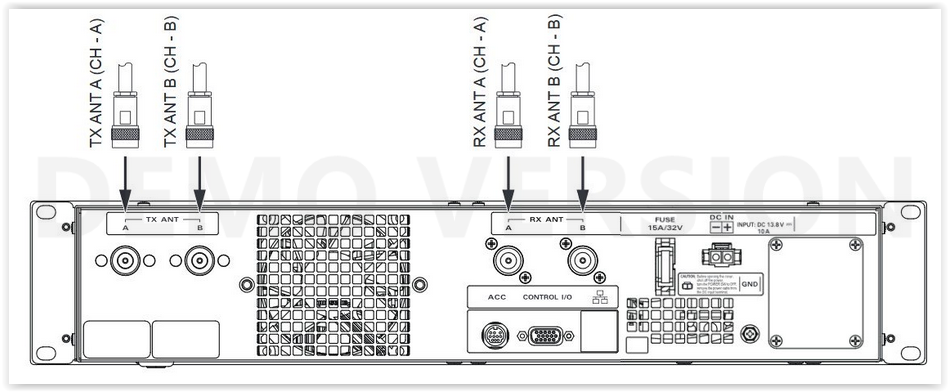 TX ANT A (CH - A)
TX ANT B (CH - B)
RX ANT A (CH - A)
RX ANT B (CH - B)
DEMO VERSION
TX ANT
A
B
RX ANT
A
B
FUSE
15A/32V
DC IN
− +
INPUT: DC 13.8V ⎓
10A
ACC
CONTROL I/O
CAUTION
GND